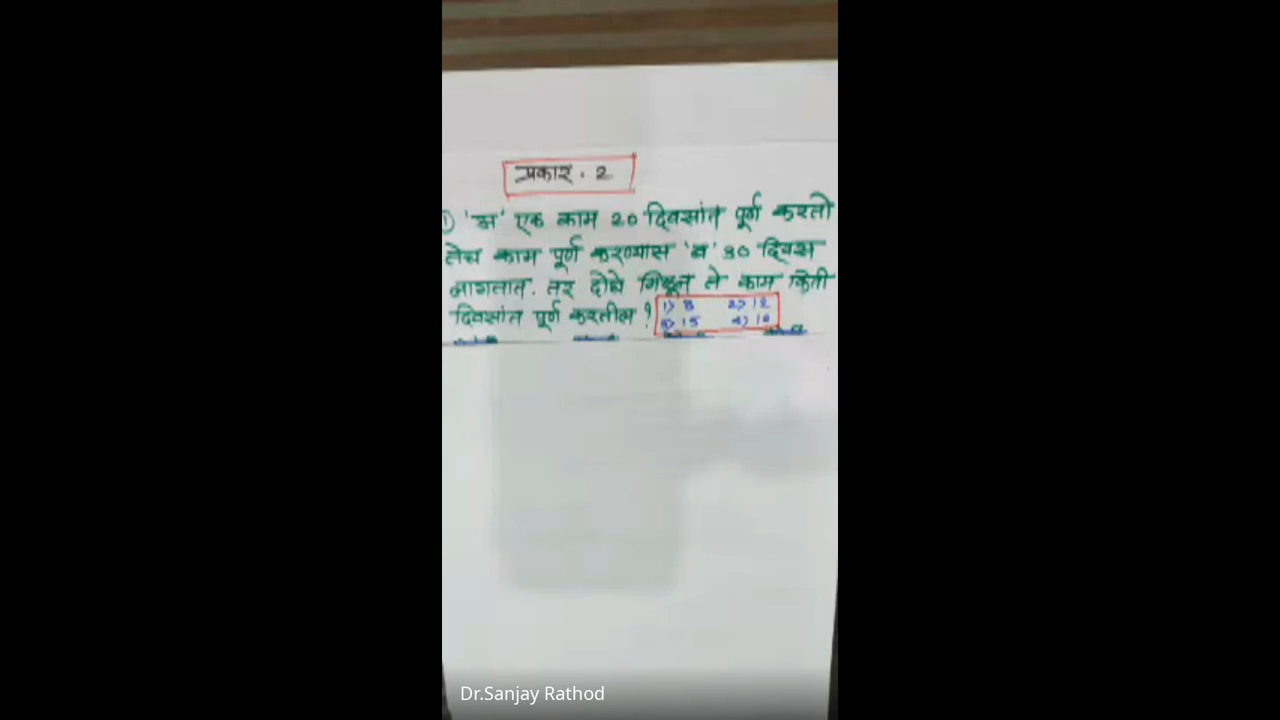 प्रकार . 2
1) 'अ' एक काम 20 दिवसांत पूर्ण करतो
तेच काम पूर्ण करण्यास 'ब' 30 दिवस
लागतात. तर दोघे मिळून ते काम किती
दिवसांत पूर्ण करतील ?
1) 8 2) 12
3) 15 4) 10
Dr.Sanjay Rathod